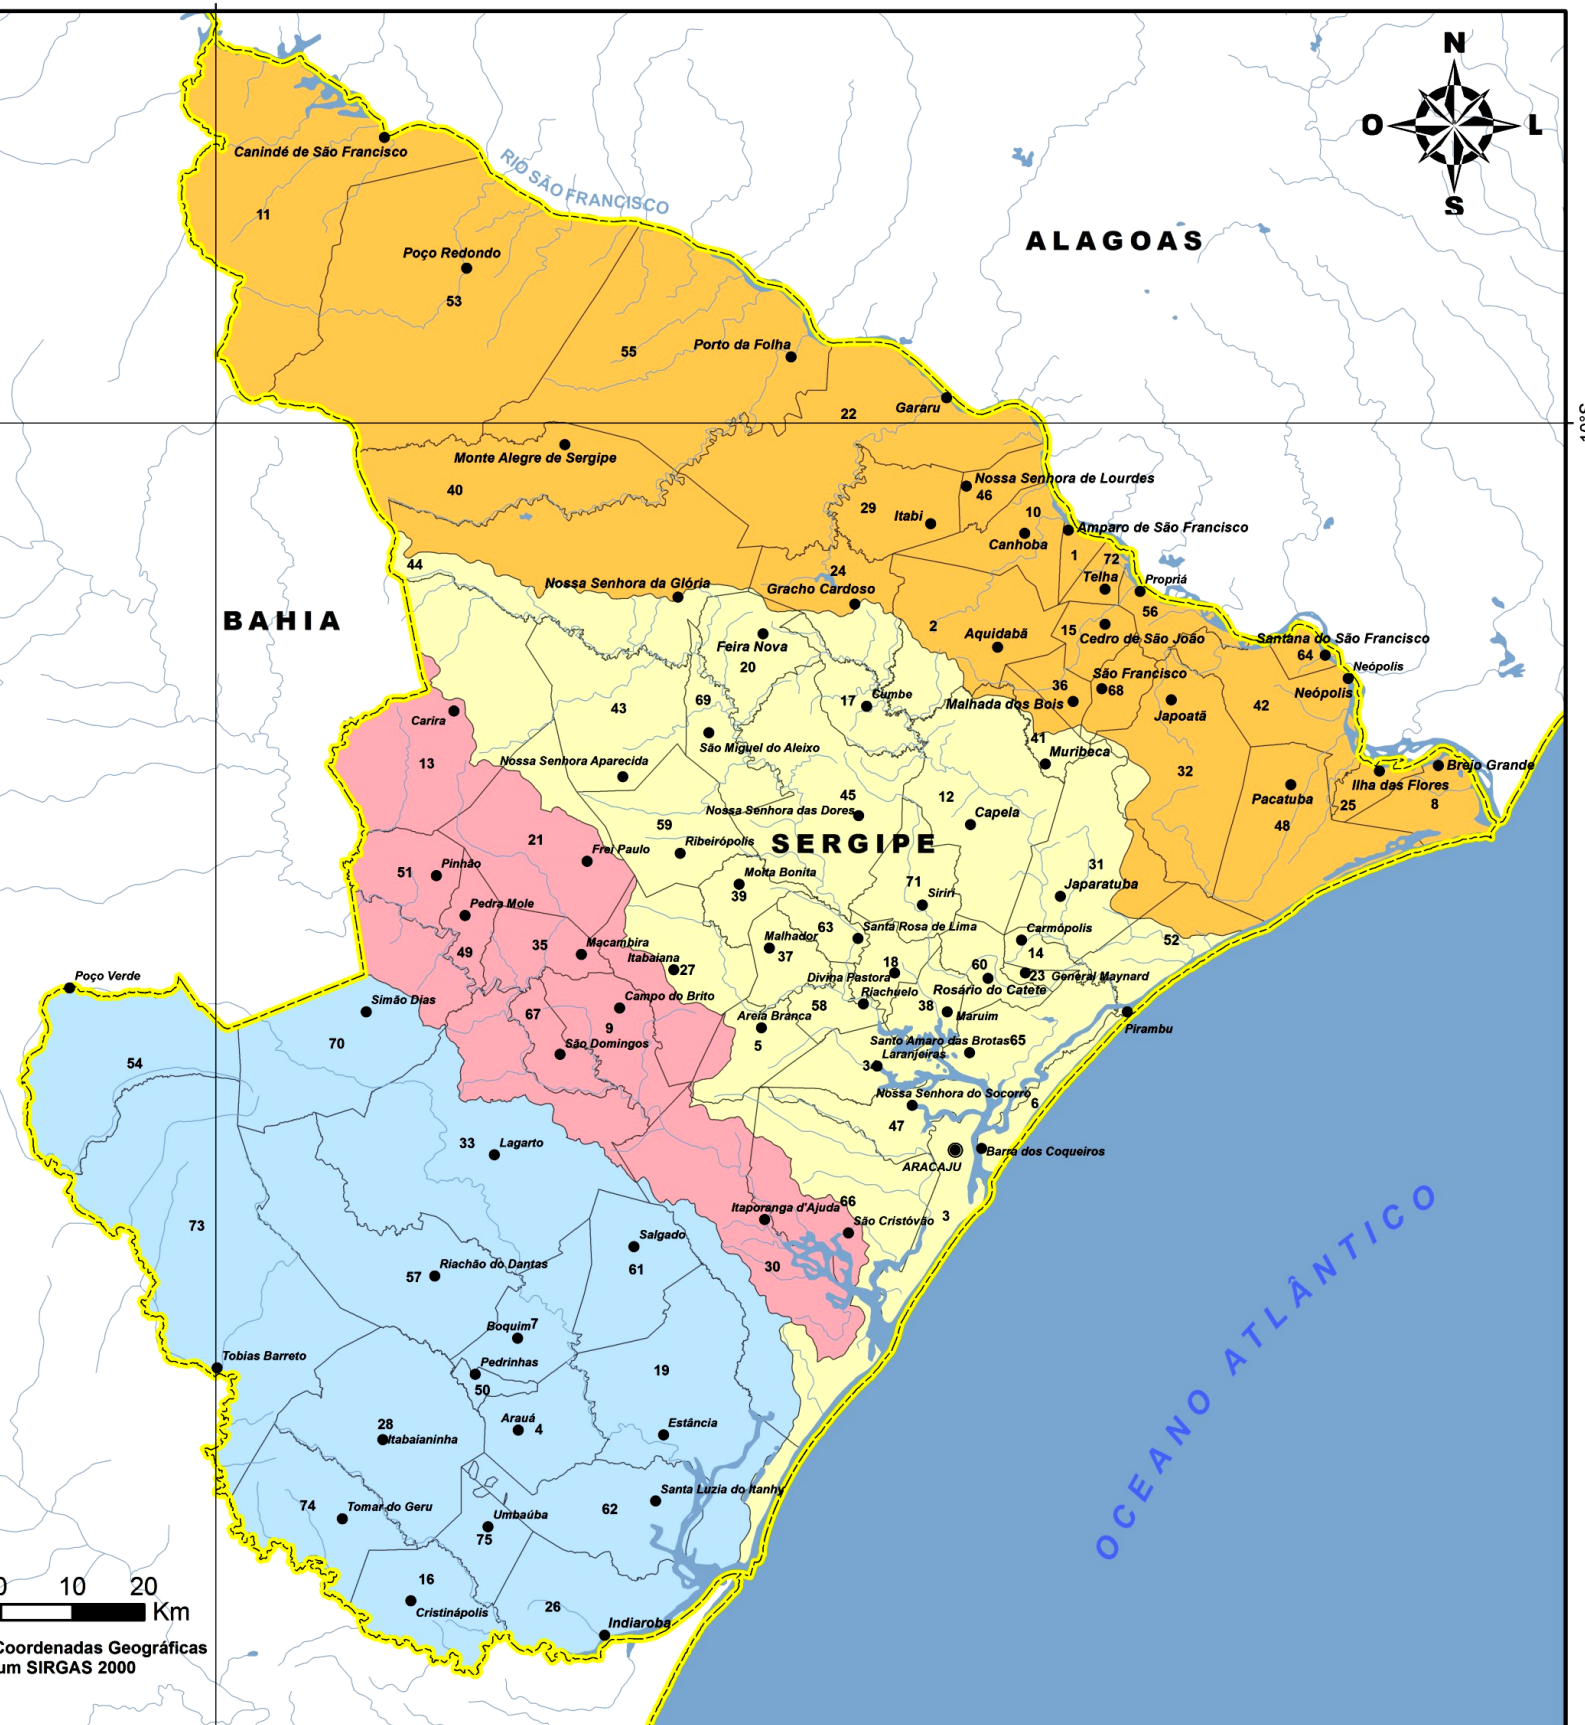 N
O
L
S
Canindé de São Francisco
11
RIO SÃO FRANCISCO
ALAGOAS
Poço Redondo
53
55
Porto da Folha
22
Gararu
Monte Alegre de Sergipe
40
Nossa Senhora de Lourdes
46
29
Itabi
10
Canhoba
Amparo de São Francisco
1
72
Telha
Propriá
56
44
Nossa Senhora da Glória
24
Gracho Cardoso
BAHIA
2
Aquidabã
15
Cedro de São João
Santana do São Francisco
64
Neópolis
Neópolis
Feira Nova
20
36
São Francisco
68
Malhada dos Bois
Japoatã
42
43
69
17
Cumbe
Carira
São Miguel do Aleixo
41
Muribeca
13
Nossa Senhora Aparecida
32
Brejo Grande
Ilha das Flores
Pacatuba
25
8
48
45
Nossa Senhora das Dores
12
Capela
59
Ribeirópolis
SERGIPE
21
Frei Paulo
51
Pinhão
Moita Bonita
39
71
Siriri
31
Japaratuba
Pedra Mole
49
35
Macambira
Itabaiana
27
63
Malhador
37
Santa Rosa de Lima
Carmópolis
14
52
18
Divina Pastora
60
23
General Maynard
Poço Verde
Simão Dias
Campo do Brito
67
9
Riachuelo
Rosário do Catete
58
38
Maruim
Areia Branca
5
Pirambu
70
São Domingos
Santo Amaro das Brotas
65
Laranjeiras
34
54
Nossa Senhora do Socorro
6
47
33
Lagarto
ARACAJU
Barra dos Coqueiros
73
Itaporanga d'Ajuda
66
São Cristóvão
3
Salgado
61
30
57
Riachão do Dantas
OCEANO ATLÂNTICO
Boquim
7
Tobias Barreto
Pedrinhas
50
19
28
Itabaianinha
Arauá
4
Estância
74
Tomar do Geru
Umbaúba
75
62
Santa Luzia do Itanhy
16
Cristinápolis
26
Indiaroba
0 10 20
Km
Coordenadas Geográficas
um SIRGAS 2000